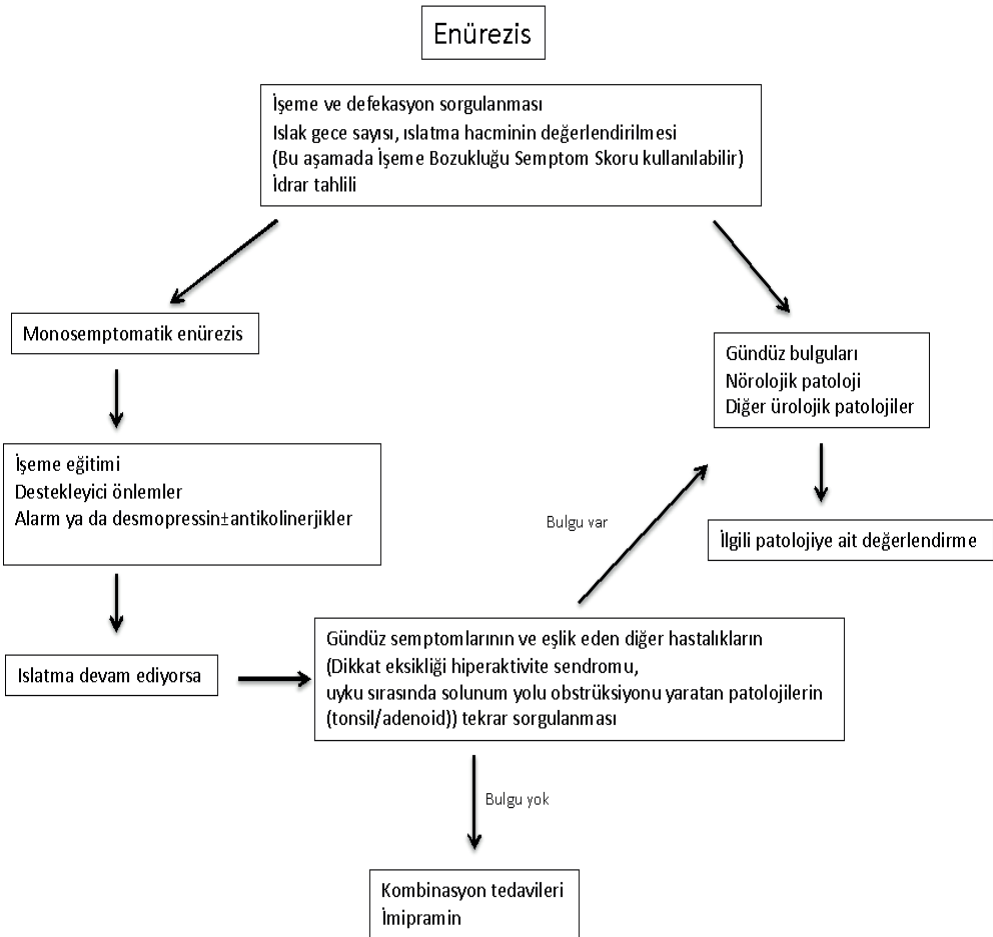 Enürezis
İşeme ve defekasyon sorgulanması
Islak gece sayısı, ıslatma hacminin değerlendirilmesi
(Bu aşamada İşeme Bozukluğu Semptom Skoru kullanılabilir)
İdrar tahlili
Monosemptomatik enürezis
Gündüz bulguları
Nörolojik patoloji
Diğer ürolojik patolojiler
İşeme eğitimi
Destekleyici önlemler
Alarm ya da desmopressin±antikolinerjikler
Bulgu var
İlgili patolojiye ait değerlendirme
Islatma devam ediyorsa
Gündüz semptomlarının ve eşlik eden diğer hastalıkların
(Dikkat eksikliği hiperaktivite sendromu,
uyku sırasında solunum yolu obstrüksiyonu yaratan patolojilerin
(tonsil/adenoid)) tekrar sorgulanması
Bulgu yok
Kombinasyon tedavileri
İmipramin